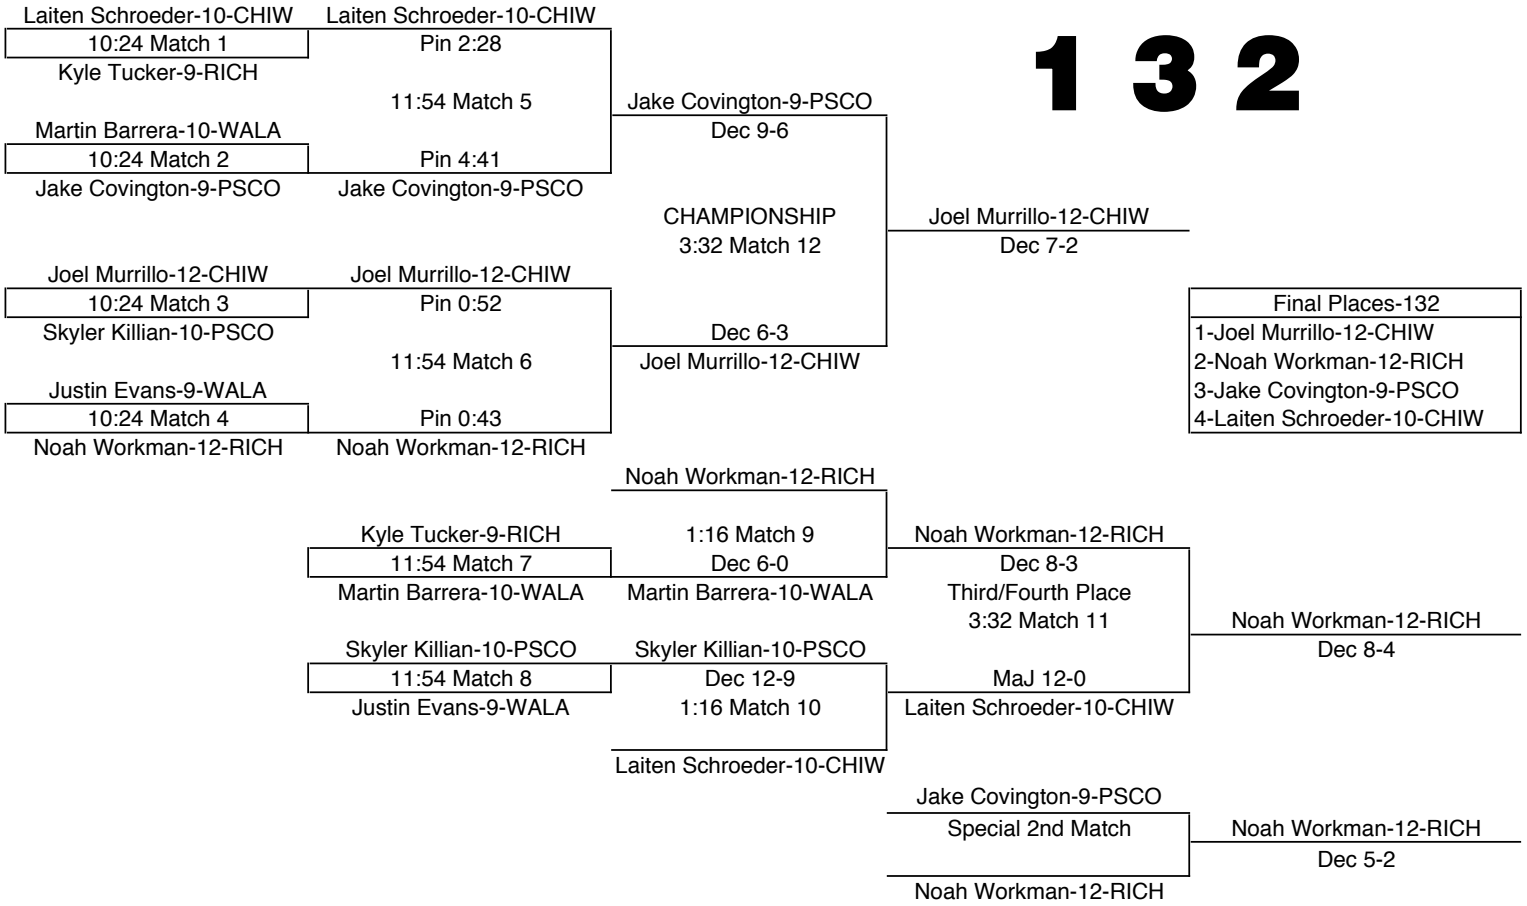 Laiten Schroeder-10-CHIW Laiten Schroeder-10-CHIW
10:24 Match 1 Pin 2:28
1 3 2
Kyle Tucker-9-RICH
11:54 Match 5 Jake Covington-9-PSCO
Martin Barrera-10-WALA Dec 9-6
10:24 Match 2 Pin 4:41
Jake Covington-9-PSCO Jake Covington-9-PSCO
CHAMPIONSHIP Joel Murrillo-12-CHIW
3:32 Match 12 Dec 7-2
Joel Murrillo-12-CHIW Joel Murrillo-12-CHIW
10:24 Match 3 Pin 0:52 Final Places-132
Skyler Killian-10-PSCO Dec 6-3 1-Joel Murrillo-12-CHIW
11:54 Match 6 Joel Murrillo-12-CHIW 2-Noah Workman-12-RICH
Justin Evans-9-WALA 3-Jake Covington-9-PSCO
10:24 Match 4 Pin 0:43 4-Laiten Schroeder-10-CHIW
Noah Workman-12-RICH Noah Workman-12-RICH
Noah Workman-12-RICH
Kyle Tucker-9-RICH 1:16 Match 9 Noah Workman-12-RICH
11:54 Match 7 Dec 6-0 Dec 8-3
Martin Barrera-10-WALA Martin Barrera-10-WALA Third/Fourth Place
3:32 Match 11 Noah Workman-12-RICH
Skyler Killian-10-PSCO Skyler Killian-10-PSCO Dec 8-4
11:54 Match 8 Dec 12-9 MaJ 12-0
Justin Evans-9-WALA 1:16 Match 10 Laiten Schroeder-10-CHIW
Laiten Schroeder-10-CHIW
Jake Covington-9-PSCO
Special 2nd Match Noah Workman-12-RICH
Dec 5-2
Noah Workman-12-RICH